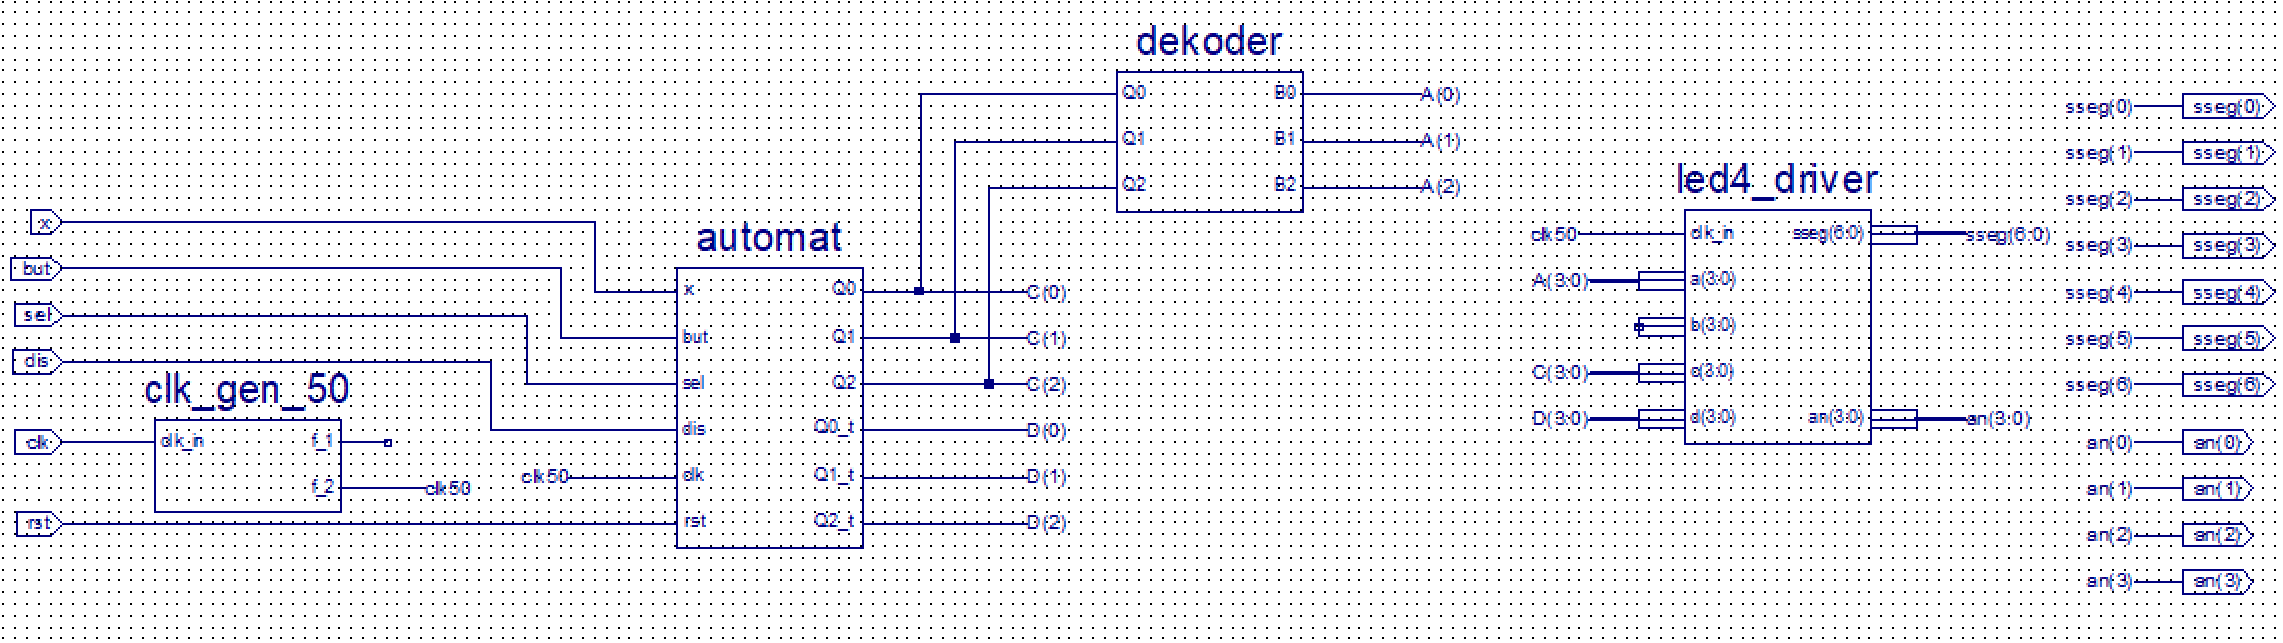 dekoder
Q0
Q1
Q2
B0
B1
B2
A(0)
A(1)
A(2)
x
but
sel
dis
clk
rst
clk_gen_50
clk_in
f_1
f_2
clk50
automat
x
but
sel
dis
clk50
clk
rst
Q0
Q1
Q2
Q0_t
Q1_t
Q2_t
C(0)
C(1)
C(2)
D(0)
D(1)
D(2)
led4_driver
clk50
A(3:0)
C(3:0)
D(3:0)
clk_in
a(3:0)
b(3:0)
c(3:0)
d(3:0)
sseg(6:0)
an(3:0)
sseg(6:0)
an(3:0)
sseg(0) sseg(0)
sseg(1) sseg(1)
sseg(2) sseg(2)
sseg(3) sseg(3)
sseg(4) sseg(4)
sseg(5) sseg(5)
sseg(6) sseg(6)
an(0) an(0)
an(1) an(1)
an(2) an(2)
an(3) an(3)